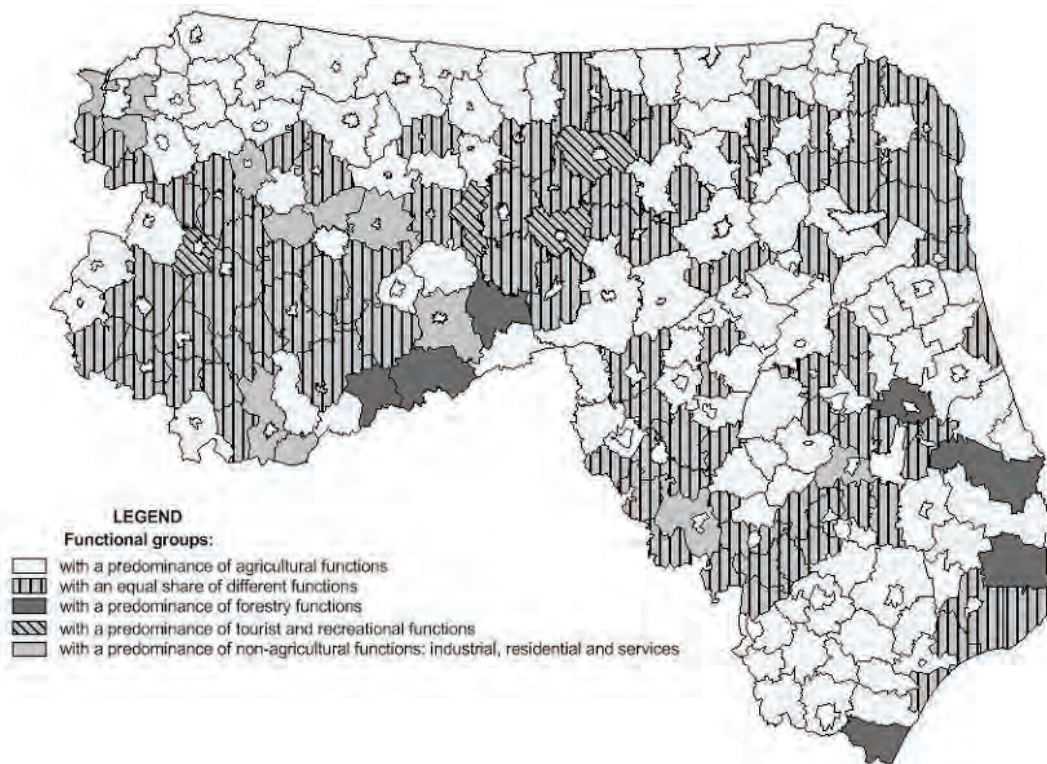 LEGEND
Functional groups:
with a predominance of agricultural functions
with an equal share of different functions
with a predominance of forestry functions
with a predominance of tourist and recreational functions
with a predominance of non-agricultural functions: industrial, residential and services